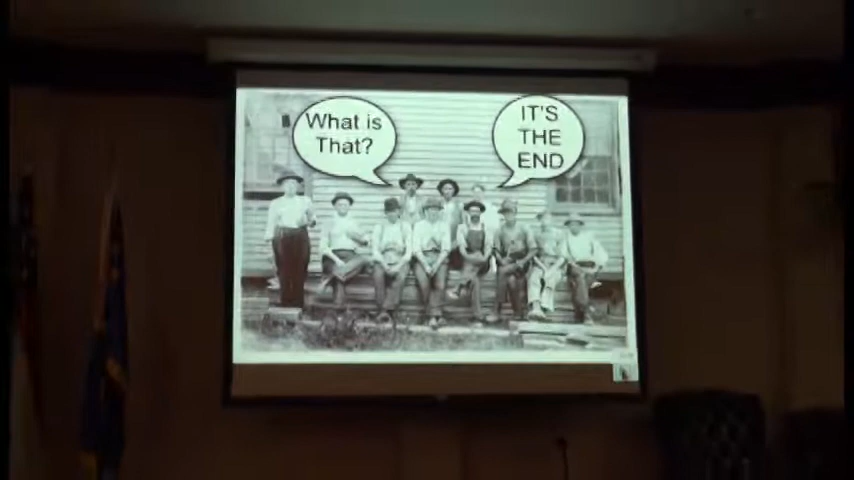 What is
That?
IT'S
THE
END